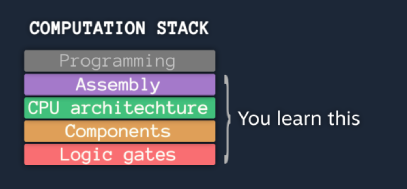 COMPUTATION STACK
Programming
Assembly
CPU architechture
Components
Logic gates
You learn this